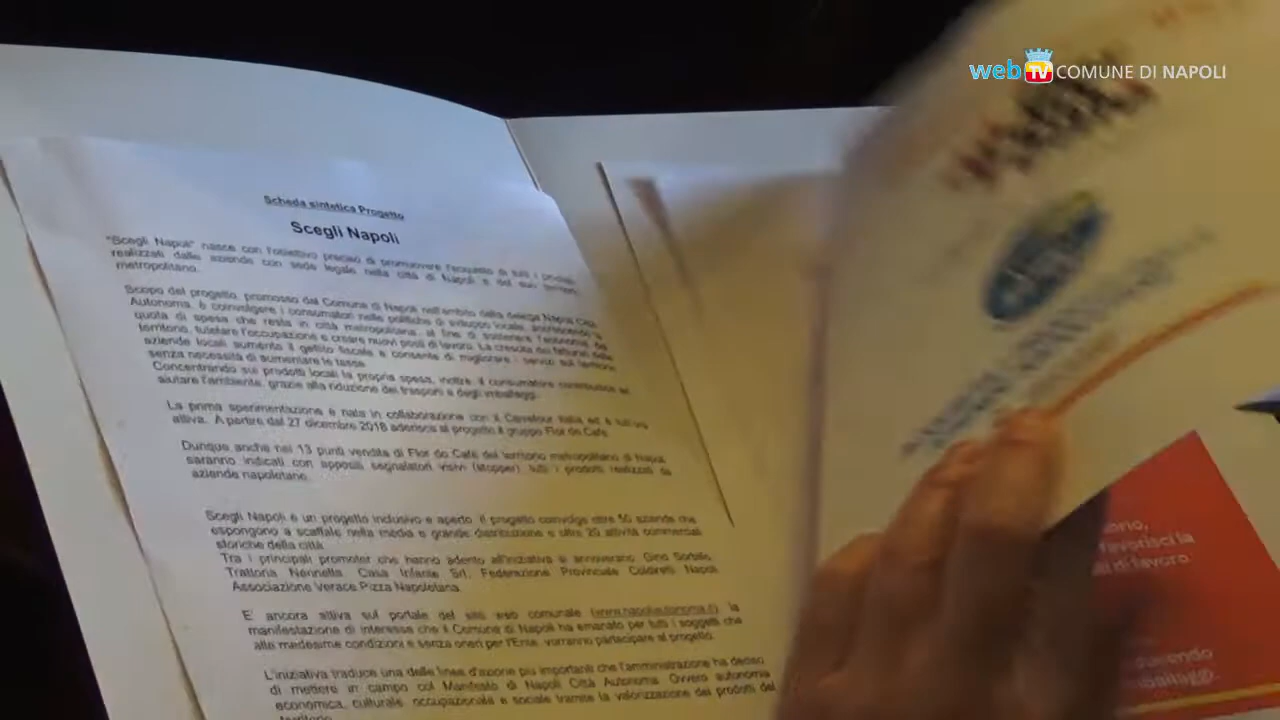 web TV COMUNE DI NAPOLI
Scheda sintetica Progetto
Scegli Napoli
"Scegli Napoli" nasce con l'obiettivo preciso di promuovere l'acquisto di tutti i prodotti
realizzati dalle aziende con sede legale nella città di Napoli e del suo territorio
metropolitano.
Scopo del progetto, promosso dal Comune di Napoli nell'ambito della delega Napoli Città
Autonoma, è coinvolgere i consumatori nelle politiche di sviluppo locale, accrescendo la
quota di spesa che resta in città metropolitana, al fine di sostenere l'economia del
territorio, tutelare l'occupazione e creare nuovi posti di lavoro. La crescita dei fatturati delle
aziende locali aumenta il gettito fiscale e consente di migliorare i servizi sul territorio
senza necessità di aumentare le tasse.
Concentrando sui prodotti locali la propria spesa, inoltre, il consumatore contribuisce ad
aiutare l'ambiente, grazie alla riduzione dei trasporti e degli imballaggi.
La prima sperimentazione è nata in collaborazione con il Carrefour Italia ed è tuttora
attiva. A partire dal 27 dicembre 2018 aderisce al progetto il gruppo Flor do Cafè.
Dunque anche nei 13 punti vendita di Flor do Cafè del territorio metropolitano di Napoli
saranno indicati con appositi segnalatori visivi (stopper), tutti i prodotti realizzati da
aziende napoletane.
Scegli Napoli è un progetto inclusivo e aperto. Il progetto coinvolge oltre 50 aziende che
espongono a scaffale nella media e grande distribuzione e oltre 20 attività commerciali
storiche della città.
Tra i principali promoter che hanno aderito all'iniziativa si annoverano: Gino Sorbillo,
Trattoria Nennella, Casa Infante Srl, Federazione Provinciale Coldiretti Napoli,
Associazione Verace Pizza Napoletana.
E' ancora attiva sul portale del sito web comunale (www.napoliautonoma.it), la
manifestazione di interesse che il Comune di Napoli ha emanato per tutti i soggetti che
alle medesime condizioni e senza oneri per l'Ente, vorranno partecipare al progetto.
L'iniziativa traduce una delle linee d'azione più importanti che l'amministrazione ha deciso
di mettere in campo col Manifesto di Napoli Città Autonoma. Ovvero autonomia
economica, culturale, occupazionale e sociale tramite la valorizzazione dei prodotti del
territorio.
favorisci la
di lavoro